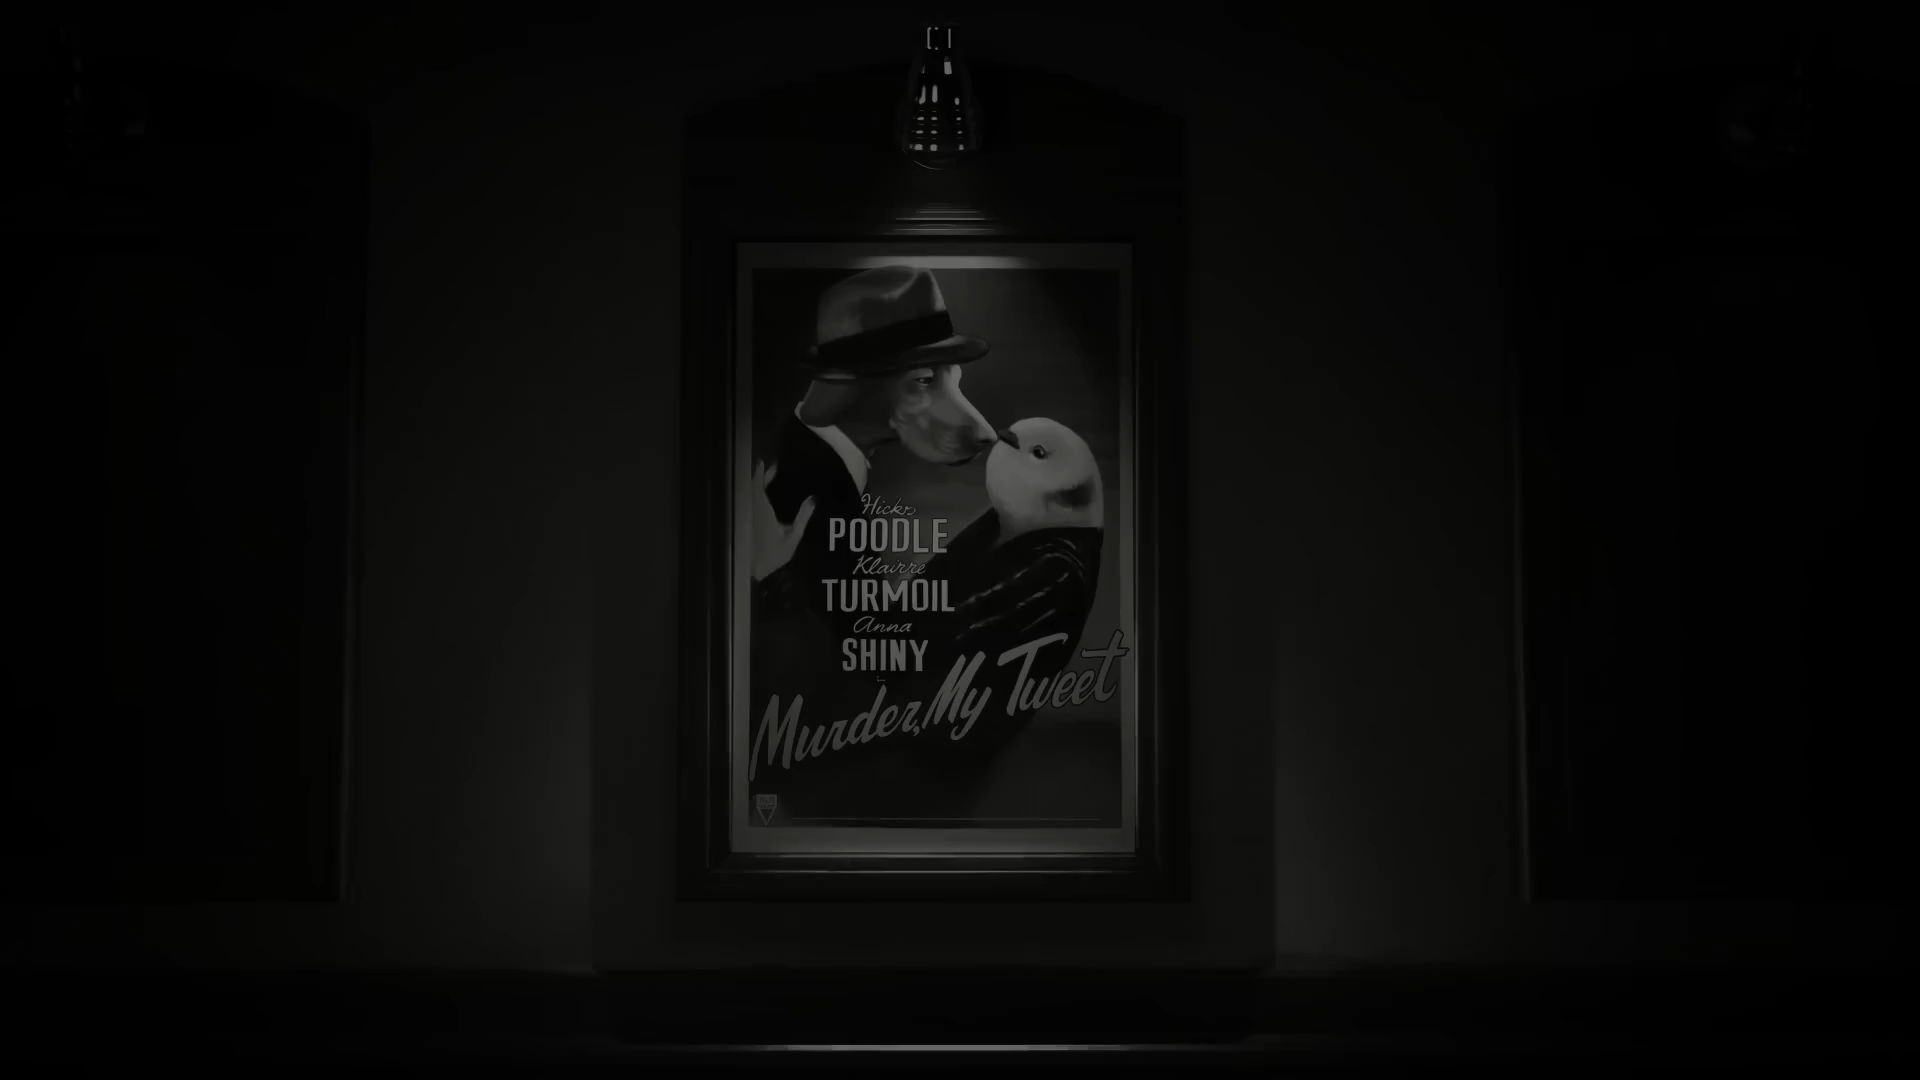 Hicks
POODLE
Klairre
TURMOIL
Anna
SHINY
Murder, My Tweet